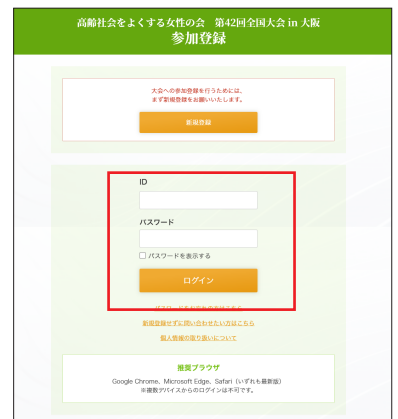 高齢社会をよくする女性の会 第42回全国大会 in 大阪
参加登録
大会への参加登録を行うためには、
まず新規登録をお願いいたします。
新規登録
ID
パスワード
パスワードを表示する
ログイン
新規登録せずに問い合わせたい方はこちら
個人情報の取り扱いについて
推奨ブラウザ
Google Chrome、Microsoft Edge、Safari（いずれも最新版）
※複数デバイスからのログインは不可です。